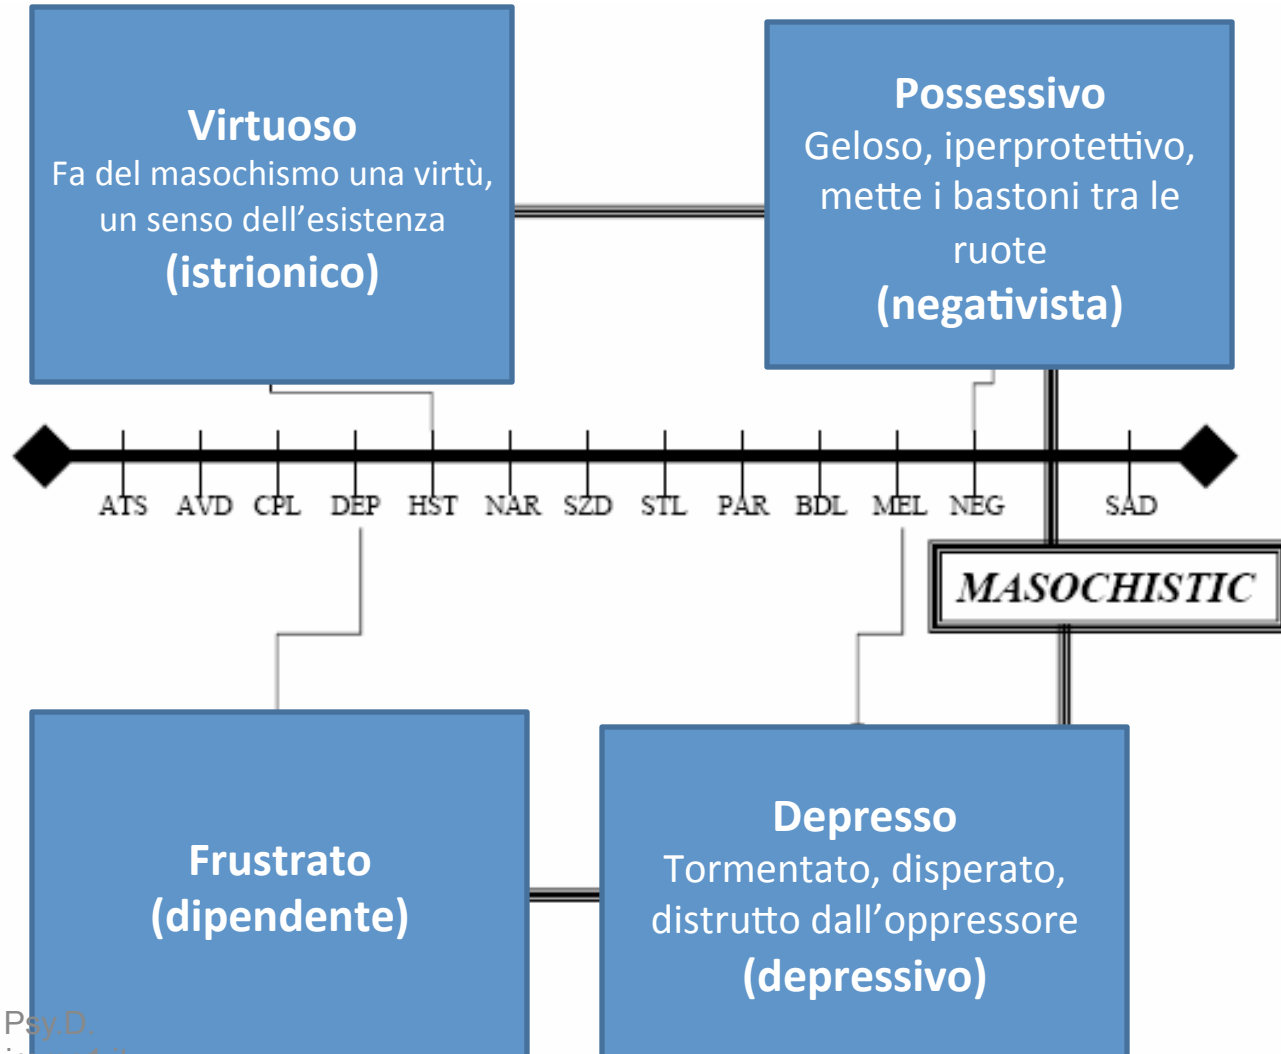 Virtuoso
Fa del masochismo una virtù,
un senso dell’esistenza
(istrionico)
Possessivo
Geloso, iperprotettivo,
mette i bastoni tra le
ruote
(negativista)
ATS AVD CPL DEP HST NAR SZD STL PAR BDL MEL NEG SAD
MASOCHISTIC
Frustrato
(dipendente)
Depresso
Tormentato, disperato,
distrutto dall’oppressore
(depressivo)
Psy.D.